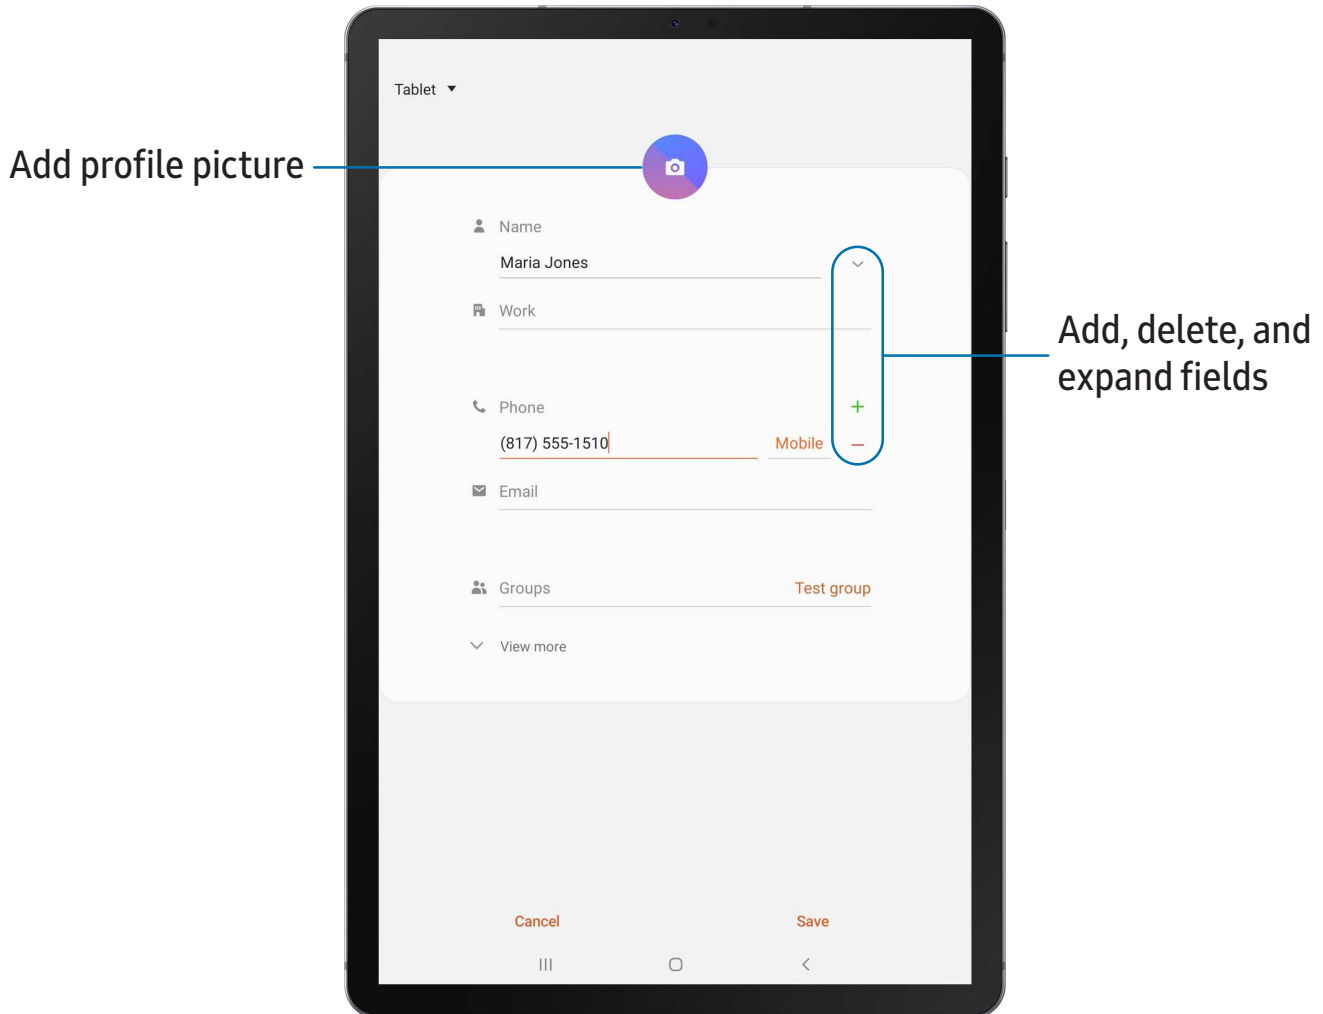 Tablet
Add profile picture
Name
Maria Jones
Work
Add, delete, and
expand fields
Phone
(817) 555-1510 Mobile
Email
Groups Test group
View more
Cancel Save